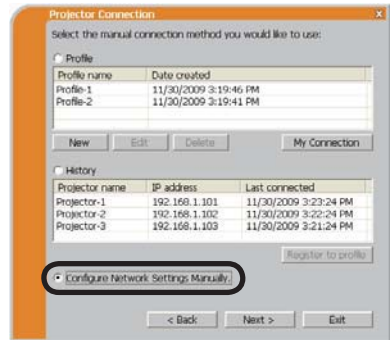 Projector Connection
Select the manual connection method you would like to use:
Profile
Profile name Date created
Profile-1 11/30/2009 3:19:46 PM
Profile-2 11/30/2009 3:19:41 PM
New Edit Delete My Connection
History
Projector name IP address Last connected
Projector-1 192.168.1.101 11/30/2009 3:23:24 PM
Projector-2 192.168.1.102 11/30/2009 3:22:24 PM
Projector-3 192.168.1.103 11/30/2009 3:21:24 PM
Register to profile
Configure Network Settings Manually.
< Back Next > Exit